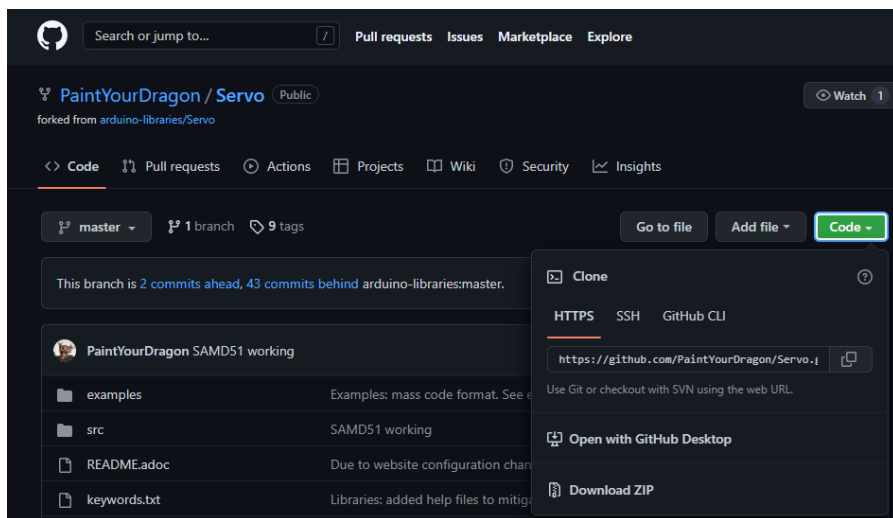 Search or jump to... / Pull requests Issues Marketplace Explore
PaintYourDragon / Servo Public Watch 1
forked from arduino-libraries/Servo
<> Code Pull requests Actions Projects Wiki Security Insights
master 1 branch 9 tags Go to file Add file Code
This branch is 2 commits ahead, 43 commits behind arduino-libraries:master.
Clone
HTTPS SSH GitHub CLI
https://github.com/PaintYourDragon/Servo.g
Use Git or checkout with SVN using the web URL.
Open with GitHub Desktop
Download ZIP
PaintYourDragon SAMD51 working
examples Examples: mass code format. See
src SAMD51 working
README.adoc Due to website configuration chan
keywords.txt Libraries: added help files to mitig